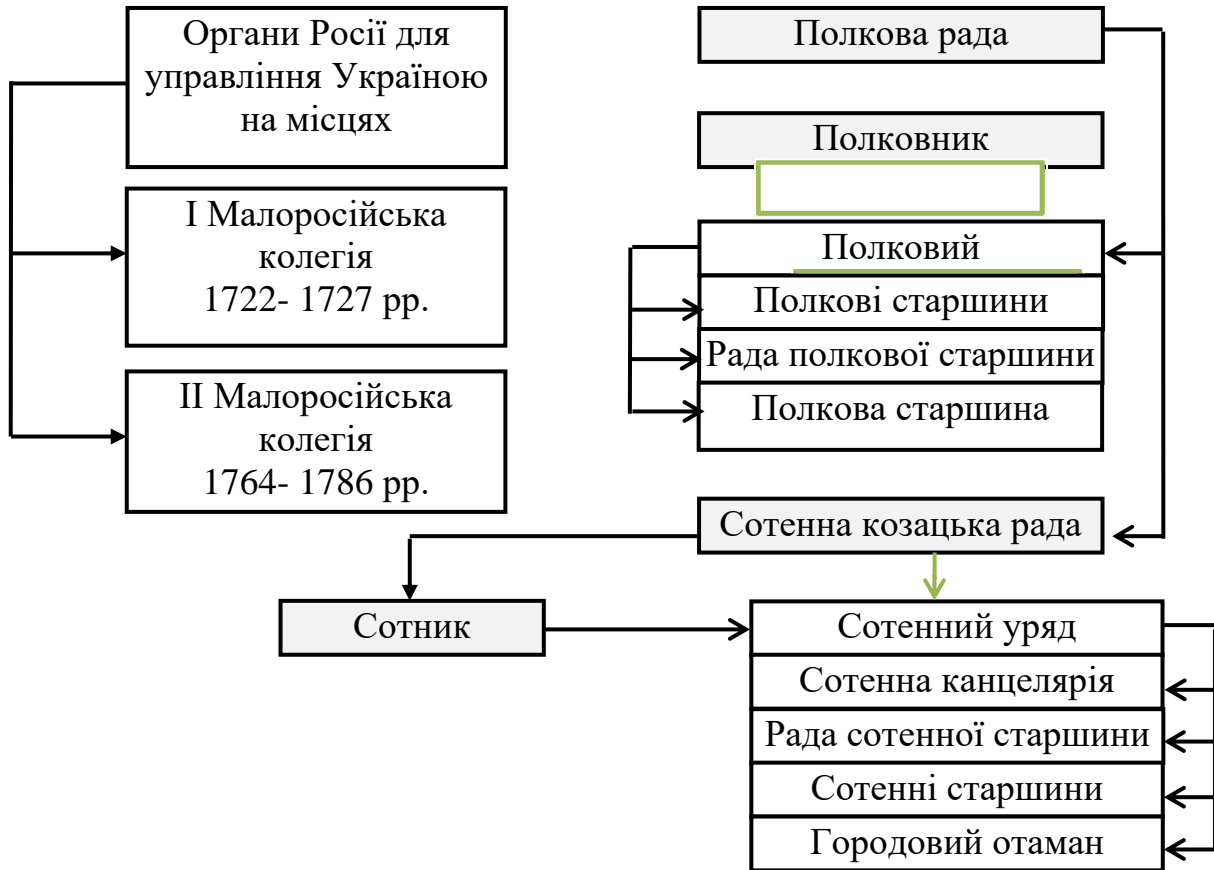 Органи Росії для
управління Україною
на місцях
І Малоросійська
колегія
1722- 1727 рр.
ІІ Малоросійська
колегія
1764- 1786 рр.
Полкова рада
Полковник
Полковий
Полкові старшини
Рада полкової старшини
Полкова старшина
Сотенна козацька рада
Сотник
Сотенний уряд
Сотенна канцелярія
Рада сотенної старшини
Сотенні старшини
Городовий отаман